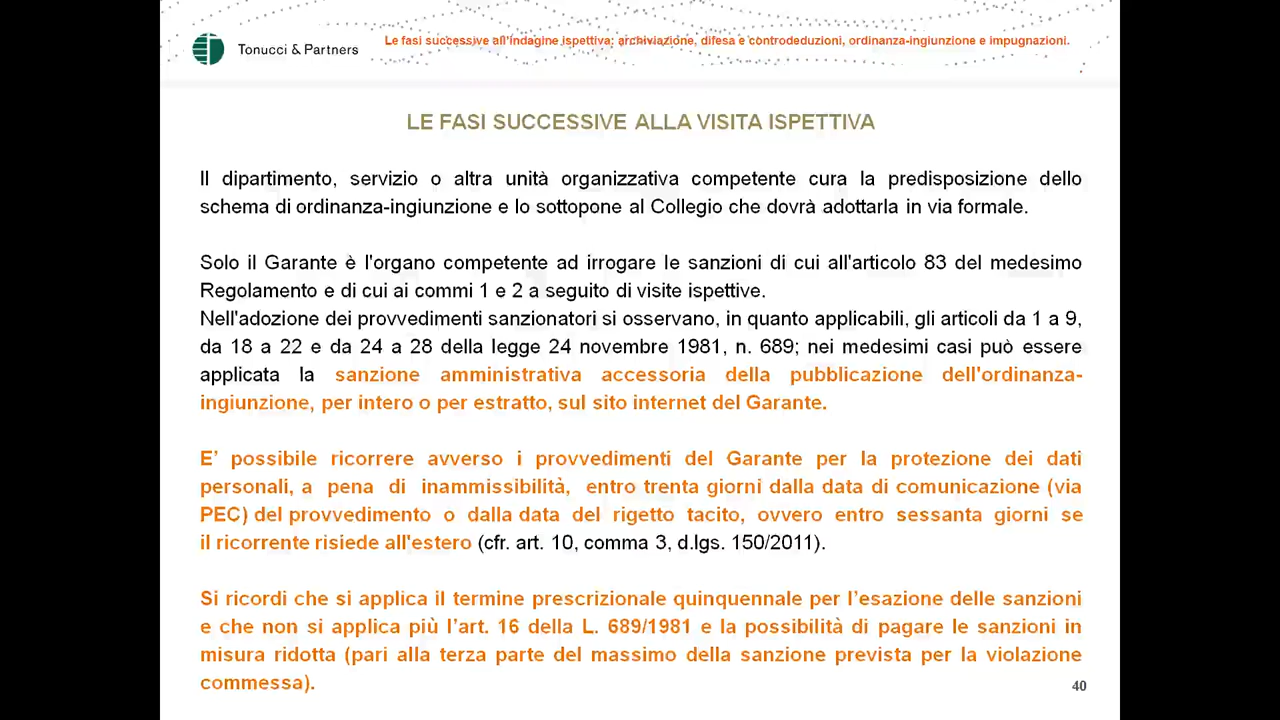 Tonucci & Partners
Le fasi successive all'indagine ispettiva: archiviazione, difesa e controdeduzioni, ordinanza-ingiunzione e impugnazioni.
LE FASI SUCCESSIVE ALLA VISITA ISPETTIVA
Il dipartimento, servizio o altra unità organizzativa competente cura la predisposizione dello
schema di ordinanza-ingiunzione e lo sottopone al Collegio che dovrà adottarla in via formale.
Solo il Garante è l'organo competente ad irrogare le sanzioni di cui all'articolo 83 del medesimo
Regolamento e di cui ai commi 1 e 2 a seguito di visite ispettive.
Nell'adozione dei provvedimenti sanzionatori si osservano, in quanto applicabili, gli articoli da 1 a 9,
da 18 a 22 e da 24 a 28 della legge 24 novembre 1981, n. 689; nei medesimi casi può essere
applicata la sanzione amministrativa accessoria della pubblicazione dell'ordinanza-
ingiunzione, per intero o per estratto, sul sito internet del Garante.
E’ possibile ricorrere avverso i provvedimenti del Garante per la protezione dei dati
personali, a pena di inammissibilità, entro trenta giorni dalla data di comunicazione (via
PEC) del provvedimento o dalla data del rigetto tacito, ovvero entro sessanta giorni se
il ricorrente risiede all'estero (cfr. art. 10, comma 3, d.lgs. 150/2011).
Si ricordi che si applica il termine prescrizionale quinquennale per l’esazione delle sanzioni
e che non si applica più l’art. 16 della L. 689/1981 e la possibilità di pagare le sanzioni in
misura ridotta (pari alla terza parte del massimo della sanzione prevista per la violazione
commessa).
40